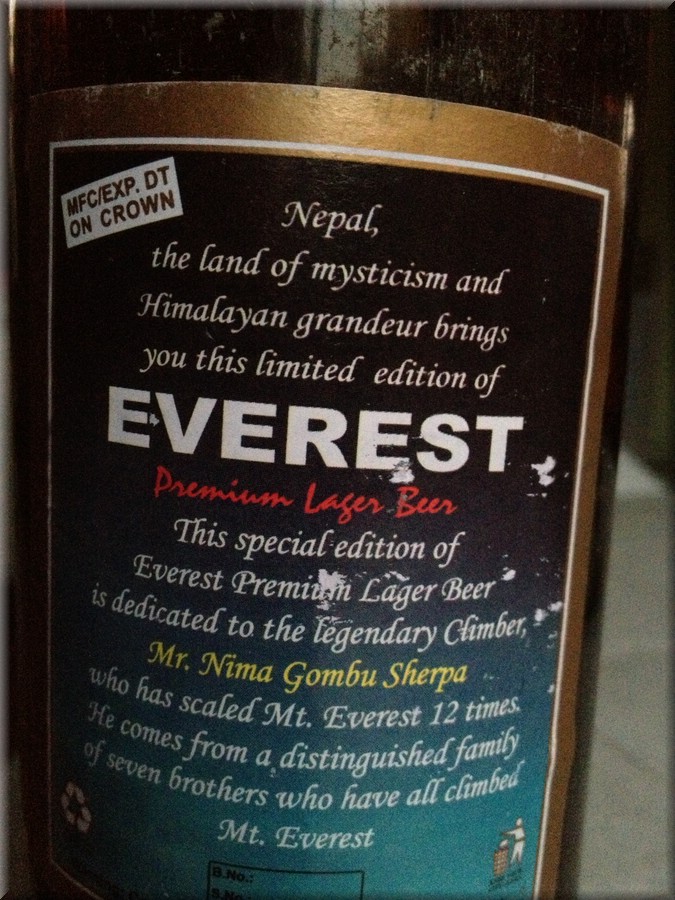 MFC/EXP. DT
ON CROWN
Nepal,
the land of mysticism and
Himalayan grandeur brings
you this limited edition of
EVEREST
Premium Lager Beer
This special edition of
Everest Premium Lager Beer
is dedicated to the legendary Climber,
Mr. Nima Gombu Sherpa
who has scaled Mt. Everest 12 times.
He comes from a distinguished family
of seven brothers who have all climbed
Mt. Everest
B.No.: